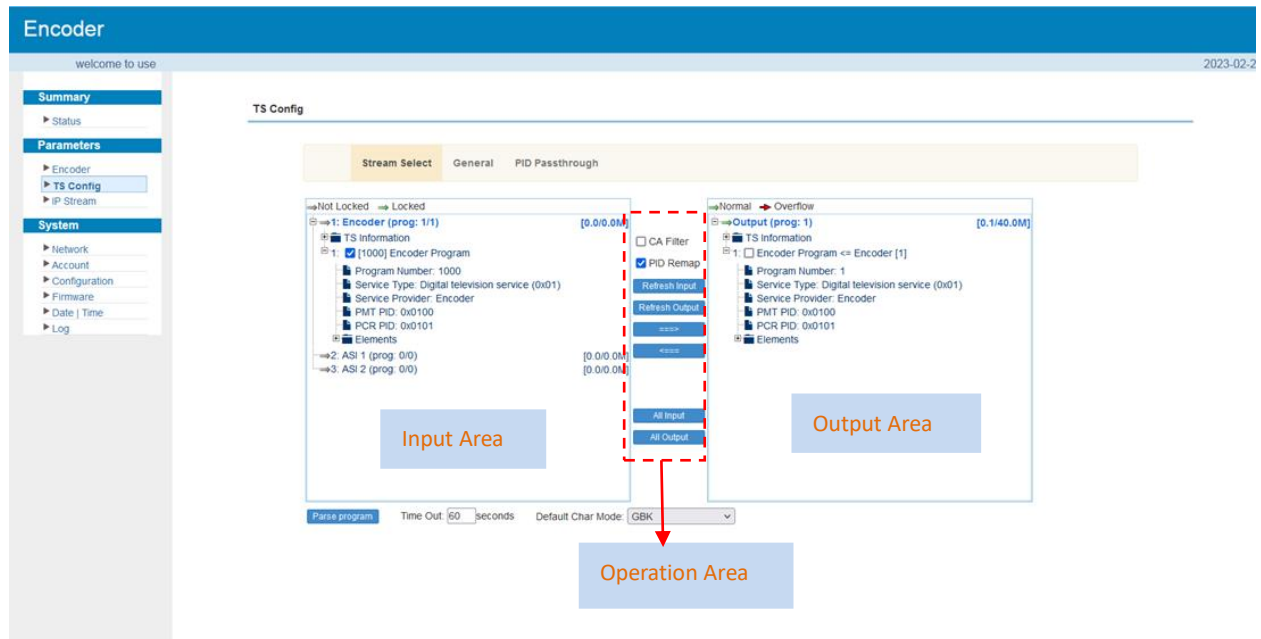 Encoder
welcome to use
2023-02-2
Summary
Status
Parameters
Encoder
TS Config
IP Stream
System
Network
Account
Configuration
Firmware
Date | Time
Log
TS Config
Stream Select General PID Passthrough
⇒Not Locked ⇒ Locked
⇒1: Encoder (prog: 1/1) [0.0/0.0M]
TS Information
1: [1000] Encoder Program
Program Number: 1000
Service Type: Digital television service (0x01)
Service Provider: Encoder
PMT PID: 0x0100
PCR PID: 0x0101
Elements
⇒2: ASI 1 (prog: 0/0) [0.0/0.0M]
⇒3: ASI 2 (prog: 0/0) [0.0/0.0M]
Input Area
CA Filter
PID Remap
Refresh Input
Refresh Output
===>
<===
All Input
All Output
⇒Normal ⇒ Overflow
⇒Output (prog: 1) [0.1/40.0M]
TS Information
1: Encoder Program <= Encoder [1]
Program Number: 1
Service Type: Digital television service (0x01)
Service Provider: Encoder
PMT PID: 0x0100
PCR PID: 0x0101
Elements
Output Area
Parse program Time Out: 60 seconds Default Char Mode: GBK
Operation Area